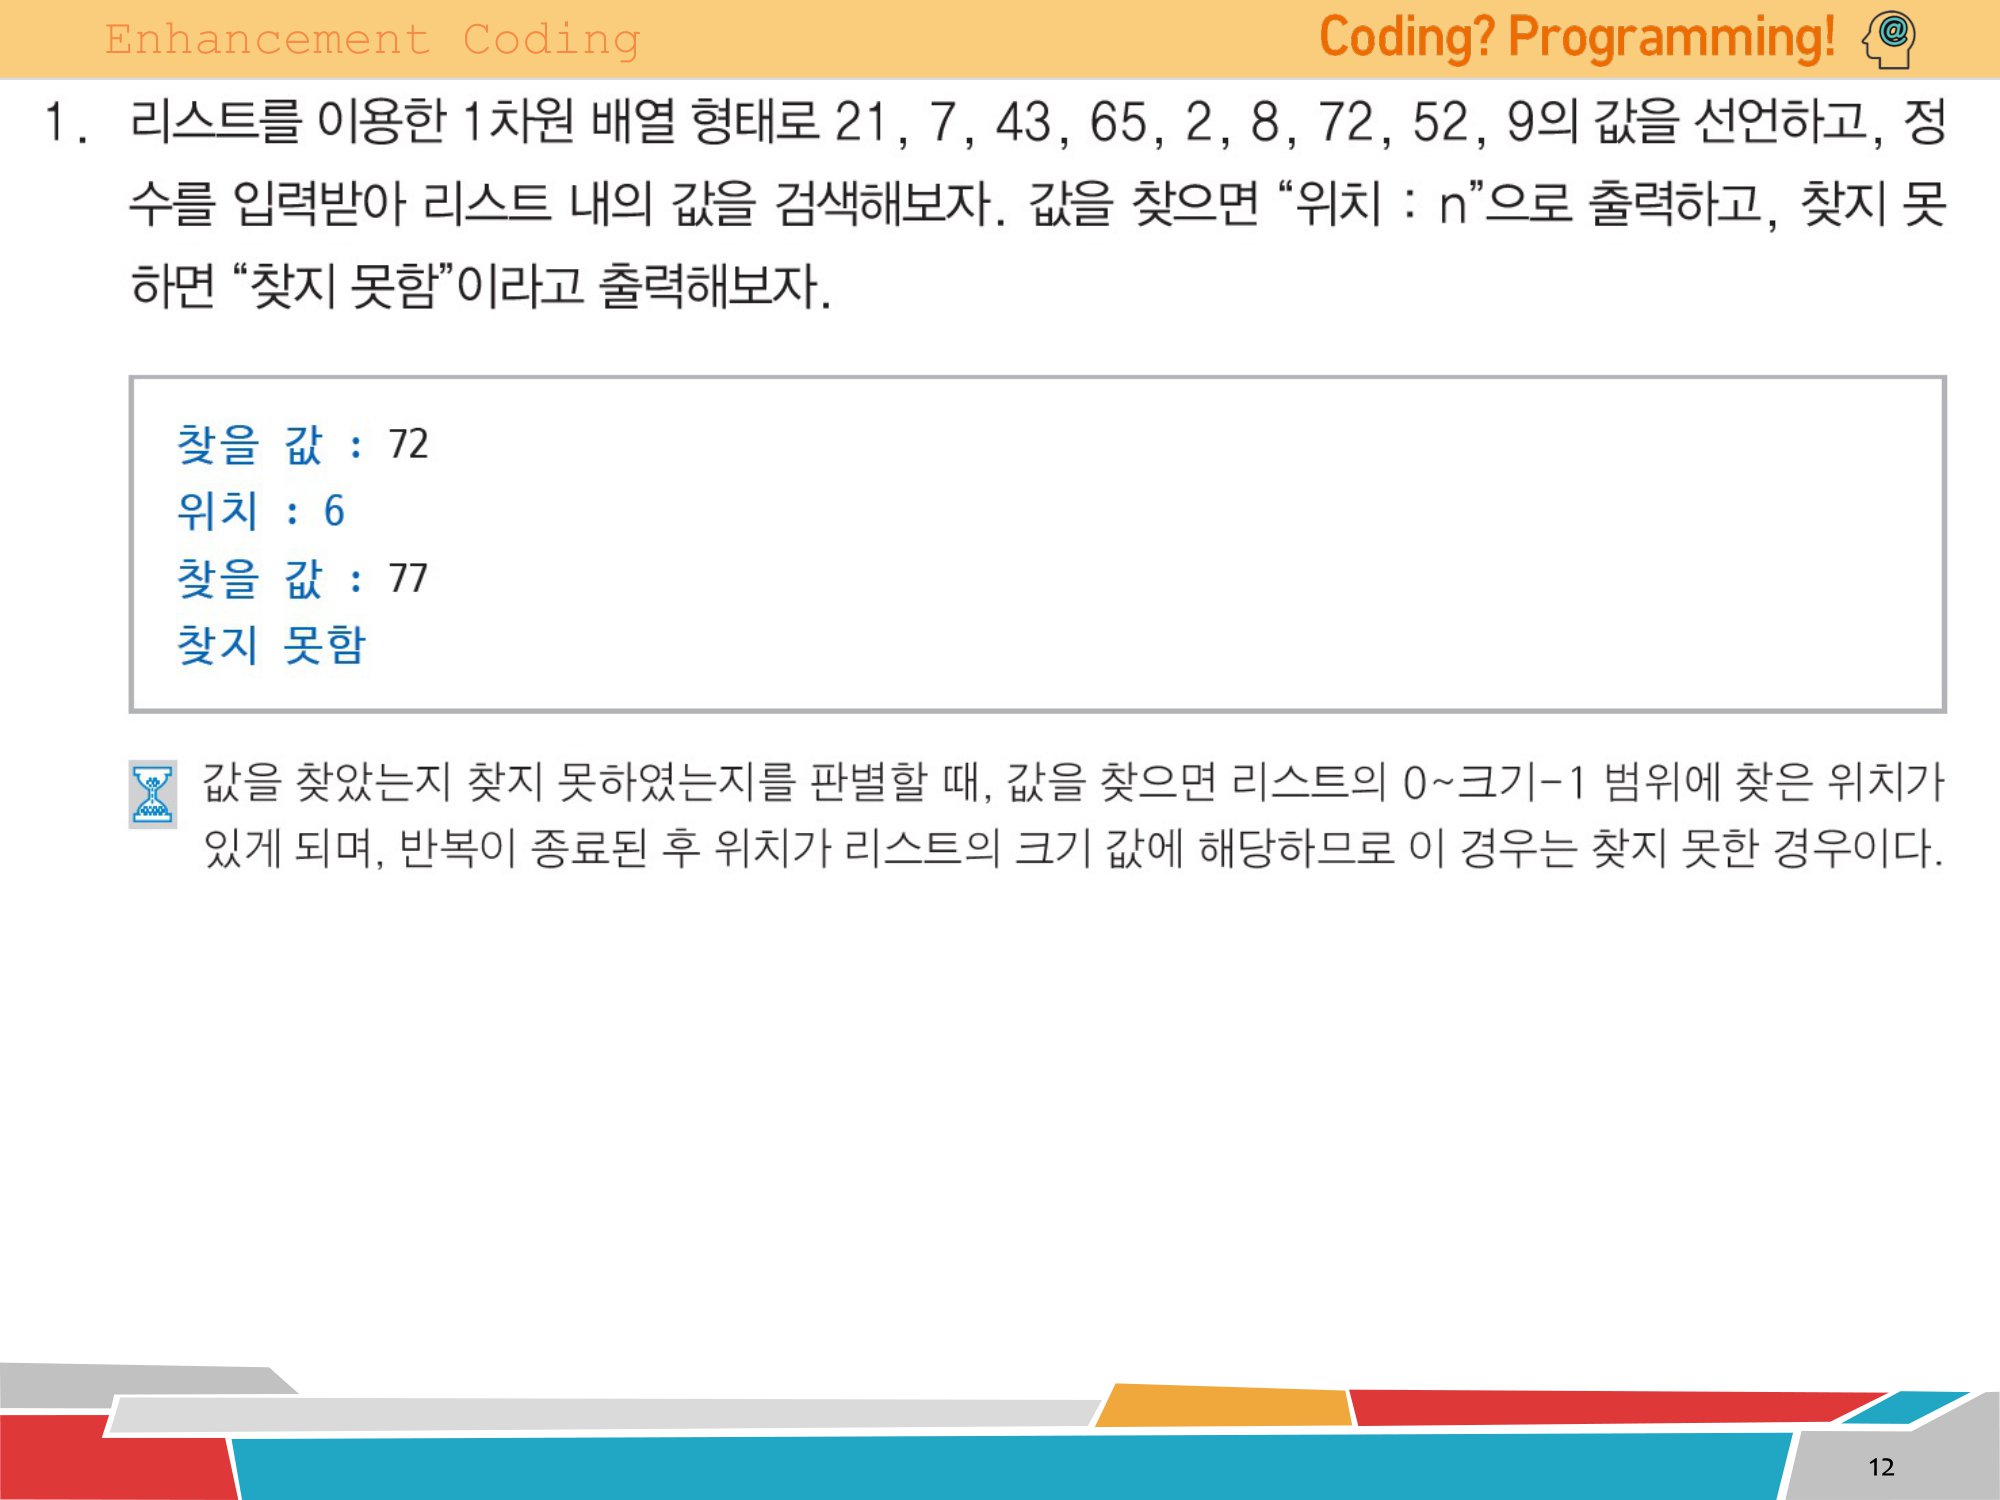 Enhancement Coding
Coding? Programming!
@
1. 리스트를 이용한 1차원 배열 형태로 21, 7, 43, 65, 2, 8, 72, 52, 9의 값을 선언하고, 정
수를 입력받아 리스트 내의 값을 검색해보자. 값을 찾으면 “위치 : n”으로 출력하고, 찾지 못
하면 “찾지 못함”이라고 출력해보자.
찾을 값 : 72
위치 : 6
찾을 값 : 77
찾지 못함
값을 찾았는지 찾지 못하였는지를 판별할 때, 값을 찾으면 리스트의 0~크기-1 범위에 찾은 위치가
있게 되며, 반복이 종료된 후 위치가 리스트의 크기 값에 해당하므로 이 경우는 찾지 못한 경우이다.
12